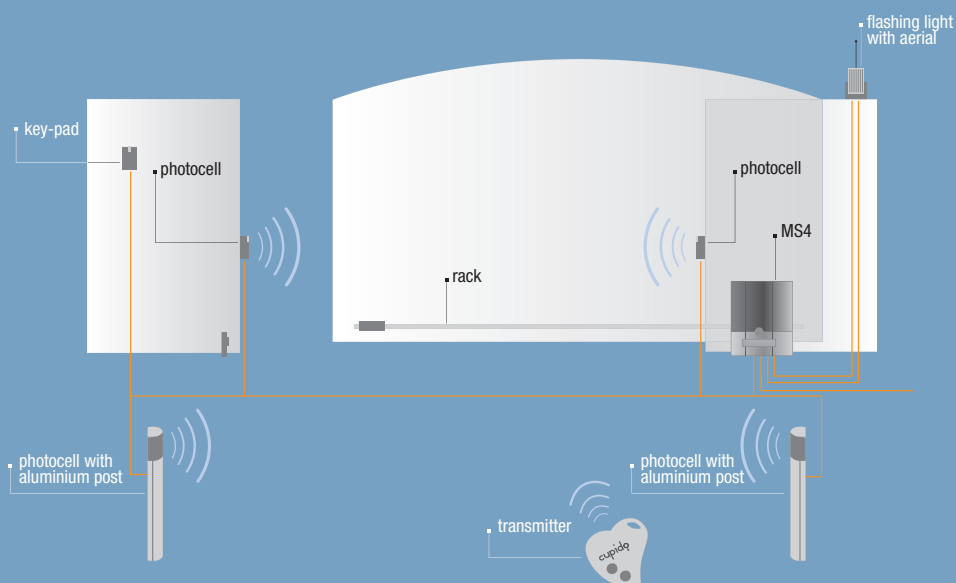 flashing light
with aerial
key-pad
photocell
photocell
MS4
rack
photocell with
aluminium post
photocell with
aluminium post
transmitter
cupido